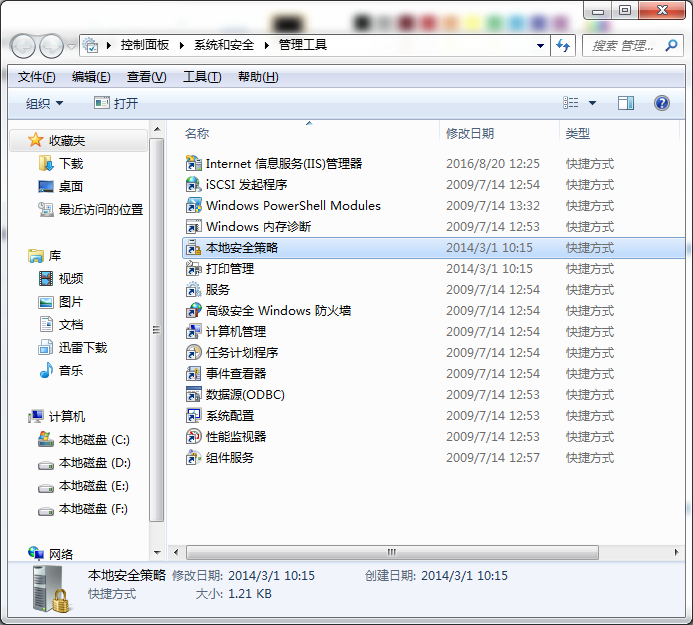 控制面板 ▸ 系统和安全 ▸ 管理工具
搜索 管理...
文件(F) 编辑(E) 查看(V) 工具(T) 帮助(H)
组织 打开
名称 修改日期 类型
收藏夹
下载
桌面
最近访问的位置
库
视频
图片
文档
迅雷下载
音乐
计算机
本地磁盘 (C:)
本地磁盘 (D:)
本地磁盘 (E:)
本地磁盘 (F:)
网络
Internet 信息服务(IIS)管理器 2016/8/20 12:25 快捷方式
iSCSI 发起程序 2009/7/14 12:54 快捷方式
Windows PowerShell Modules 2009/7/14 13:32 快捷方式
Windows 内存诊断 2009/7/14 12:53 快捷方式
本地安全策略 2014/3/1 10:15 快捷方式
打印管理 2014/3/1 10:15 快捷方式
服务 2009/7/14 12:54 快捷方式
高级安全 Windows 防火墙 2009/7/14 12:54 快捷方式
计算机管理 2009/7/14 12:54 快捷方式
任务计划程序 2009/7/14 12:54 快捷方式
事件查看器 2009/7/14 12:54 快捷方式
数据源(ODBC) 2009/7/14 12:53 快捷方式
系统配置 2009/7/14 12:53 快捷方式
性能监视器 2009/7/14 12:53 快捷方式
组件服务 2009/7/14 12:57 快捷方式
本地安全策略 修改日期: 2014/3/1 10:15 创建日期: 2014/3/1 10:15
快捷方式 大小: 1.21 KB